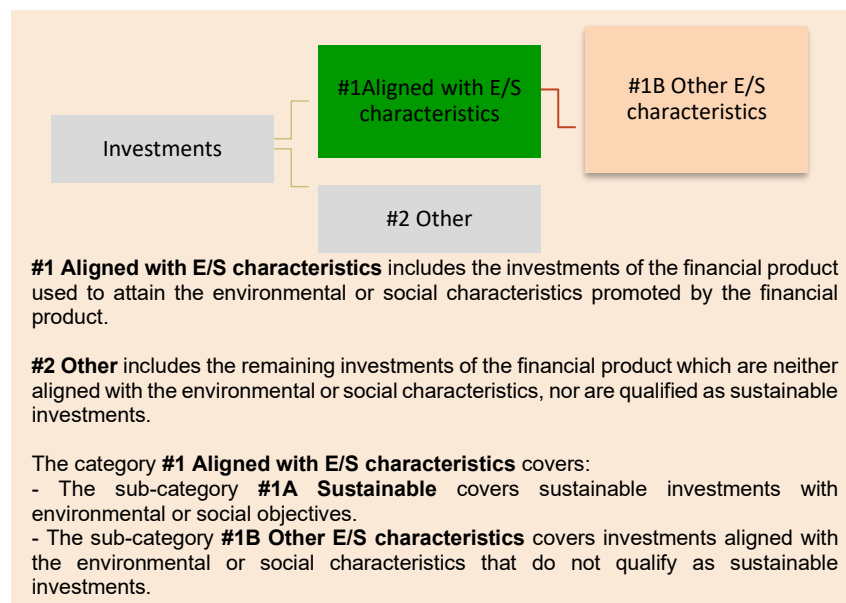 #1Aligned with E/S
characteristics
#1B Other E/S
characteristics
Investments
#2 Other
#1 Aligned with E/S characteristics includes the investments of the financial product
used to attain the environmental or social characteristics promoted by the financial
product.
#2 Other includes the remaining investments of the financial product which are neither
aligned with the environmental or social characteristics, nor are qualified as sustainable
investments.
The category #1 Aligned with E/S characteristics covers:
- The sub-category #1A Sustainable covers sustainable investments with
environmental or social objectives.
- The sub-category #1B Other E/S characteristics covers investments aligned with
the environmental or social characteristics that do not qualify as sustainable
investments.